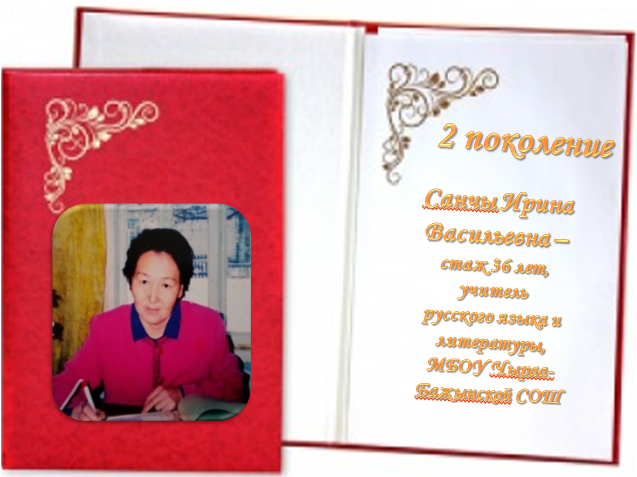 2 поколение
Санчы Ирина
Васильевна –
стаж 36 лет,
учитель
русского языка и
литературы,
МБОУ Чыраа-
Бажынской СОШ